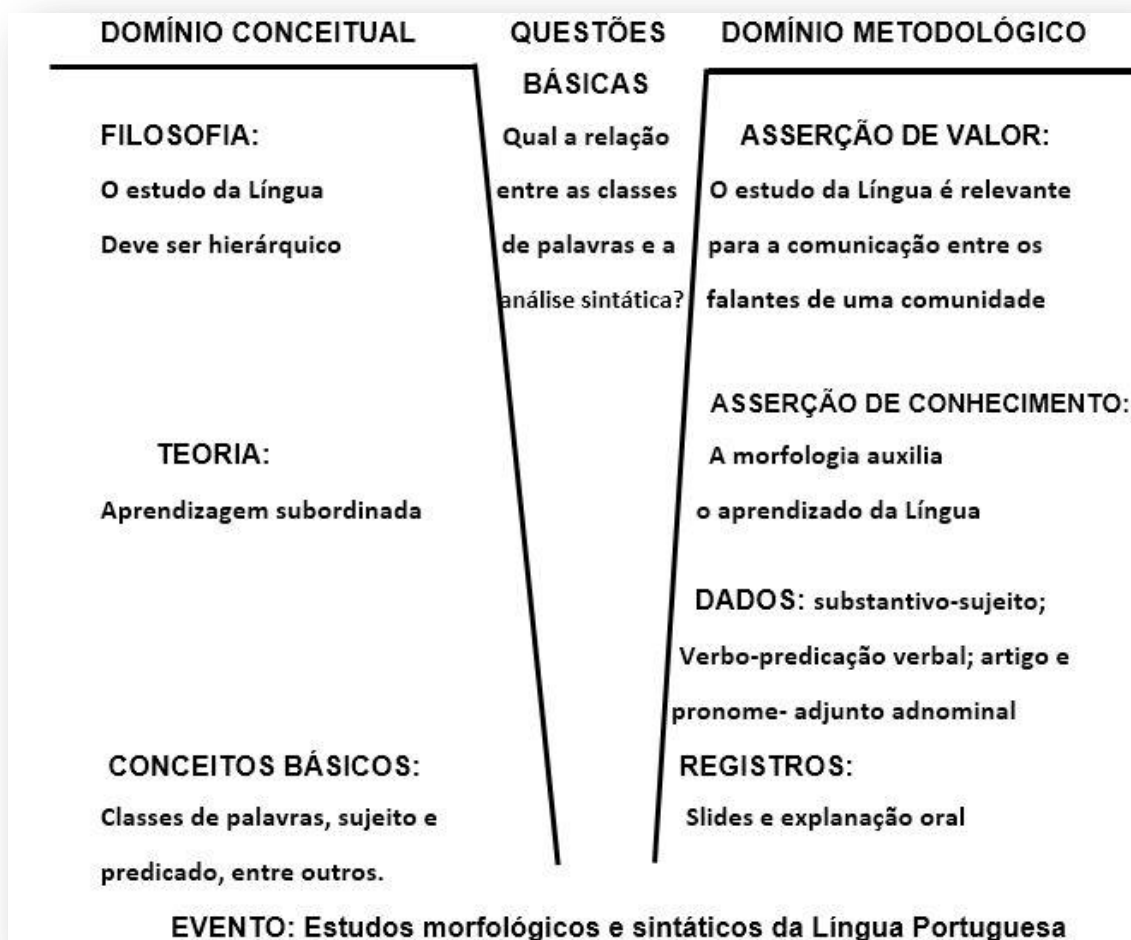 DOMÍNIO CONCEITUAL
FILOSOFIA:
O estudo da Língua
Deve ser hierárquico
TEORIA:
Aprendizagem subordinada
CONCEITOS BÁSICOS:
Classes de palavras, sujeito e
predicado, entre outros.
QUESTÕES
BÁSICAS
Qual a relação
entre as classes
de palavras e a
análise sintática?
DOMÍNIO METODOLÓGICO
ASSERÇÃO DE VALOR:
O estudo da Língua é relevante
para a comunicação entre os
falantes de uma comunidade
ASSERÇÃO DE CONHECIMENTO:
A morfologia auxilia
o aprendizado da Língua
DADOS: substantivo-sujeito;
Verbo-predicação verbal; artigo e
pronome- adjunto adnominal
REGISTROS:
Slides e explanação oral
EVENTO: Estudos morfológicos e sintáticos da Língua Portuguesa